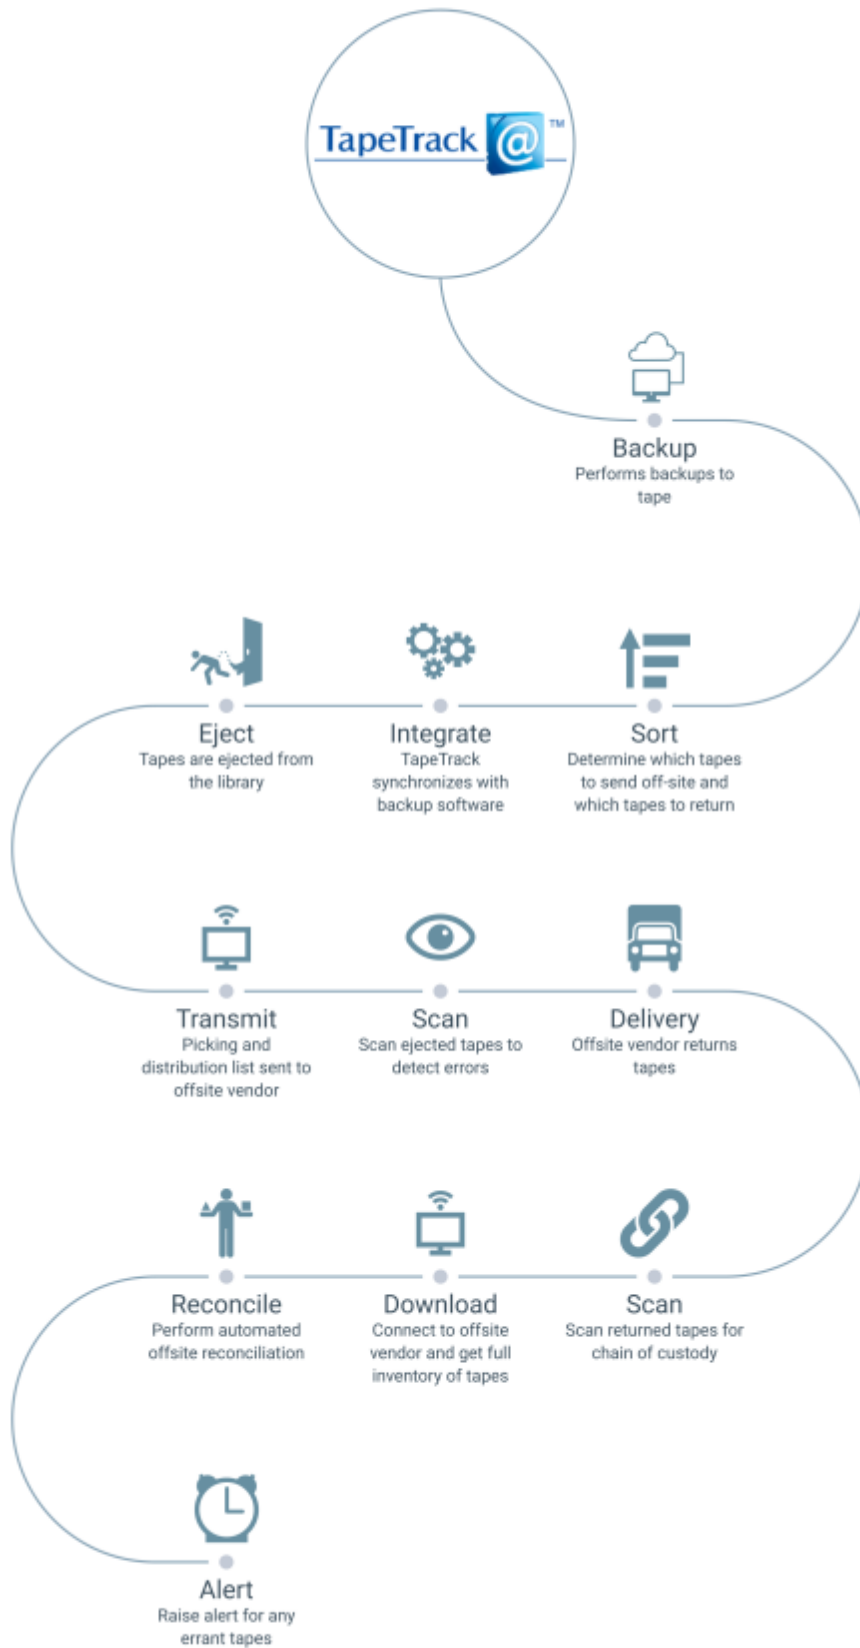 TapeTrack @ ™
Backup
Performs backups to
tape
Eject
Tapes are ejected from
the library
Integrate
TapeTrack
synchronizes with
backup software
Sort
Determine which tapes
to send off-site and
which tapes to return
Transmit
Picking and
distribution list sent to
offsite vendor
Scan
Scan ejected tapes to
detect errors
Delivery
Offsite vendor returns
tapes
Reconcile
Perform automated
offsite reconciliation
Download
Connect to offsite
vendor and get full
inventory of tapes
Scan
Scan returned tapes for
chain of custody
Alert
Raise alert for any
errant tapes